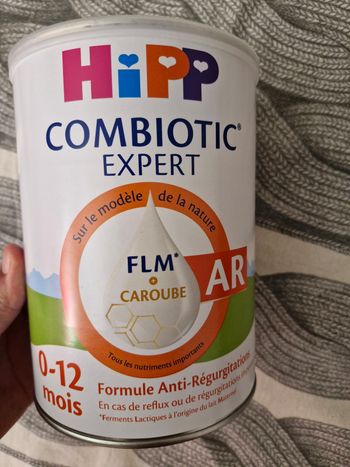 HiPP
COMBIOTIC®
EXPERT
Sur le modèle de la nature
FLM*
+
CAROUBE
AR
Tous les nutriments importants
0-12
mois
Formule Anti-Régurgitations
En cas de reflux ou de régurgitations
*Ferments Lactiques à l'origine du lait Maternel